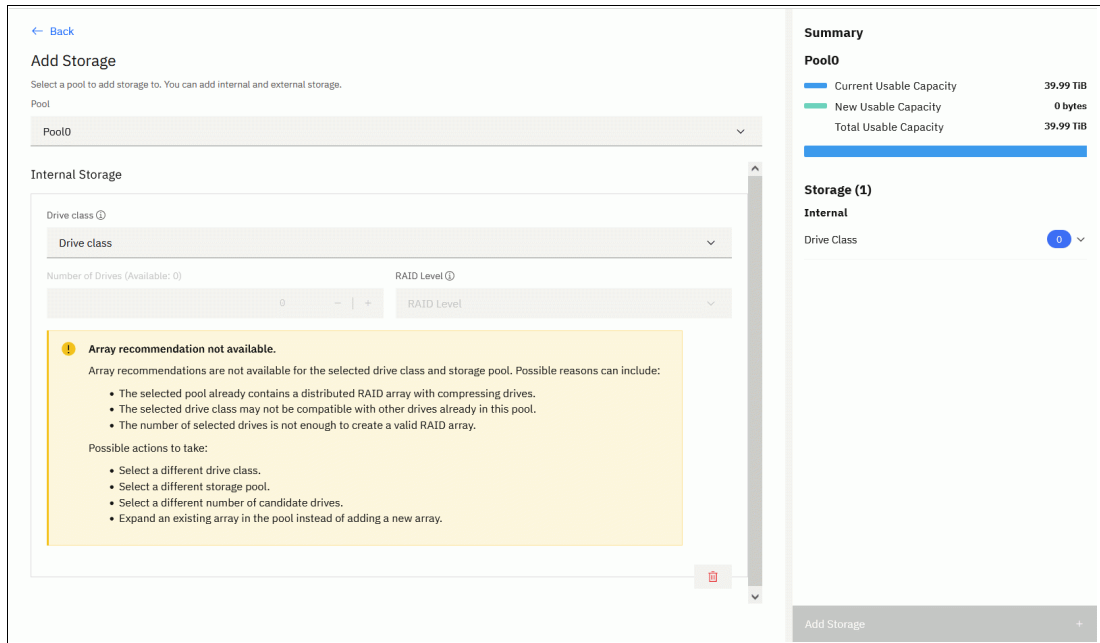 ← Back
Add Storage
Select a pool to add storage to. You can add internal and external storage.
Pool
Pool0
Internal Storage
Drive class
Drive class
Number of Drives (Available: 0)
RAID Level
0 − | +
RAID Level
Array recommendation not available.
Array recommendations are not available for the selected drive class and storage pool. Possible reasons can include:
• The selected pool already contains a distributed RAID array with compressing drives.
• The selected drive class may not be compatible with other drives already in this pool.
• The number of selected drives is not enough to create a valid RAID array.
Possible actions to take:
• Select a different drive class.
• Select a different storage pool.
• Select a different number of candidate drives.
• Expand an existing array in the pool instead of adding a new array.
Summary
Pool0
Current Usable Capacity 39.99 TiB
New Usable Capacity 0 bytes
Total Usable Capacity 39.99 TiB
Storage (1)
Internal
Drive Class 0
Add Storage +